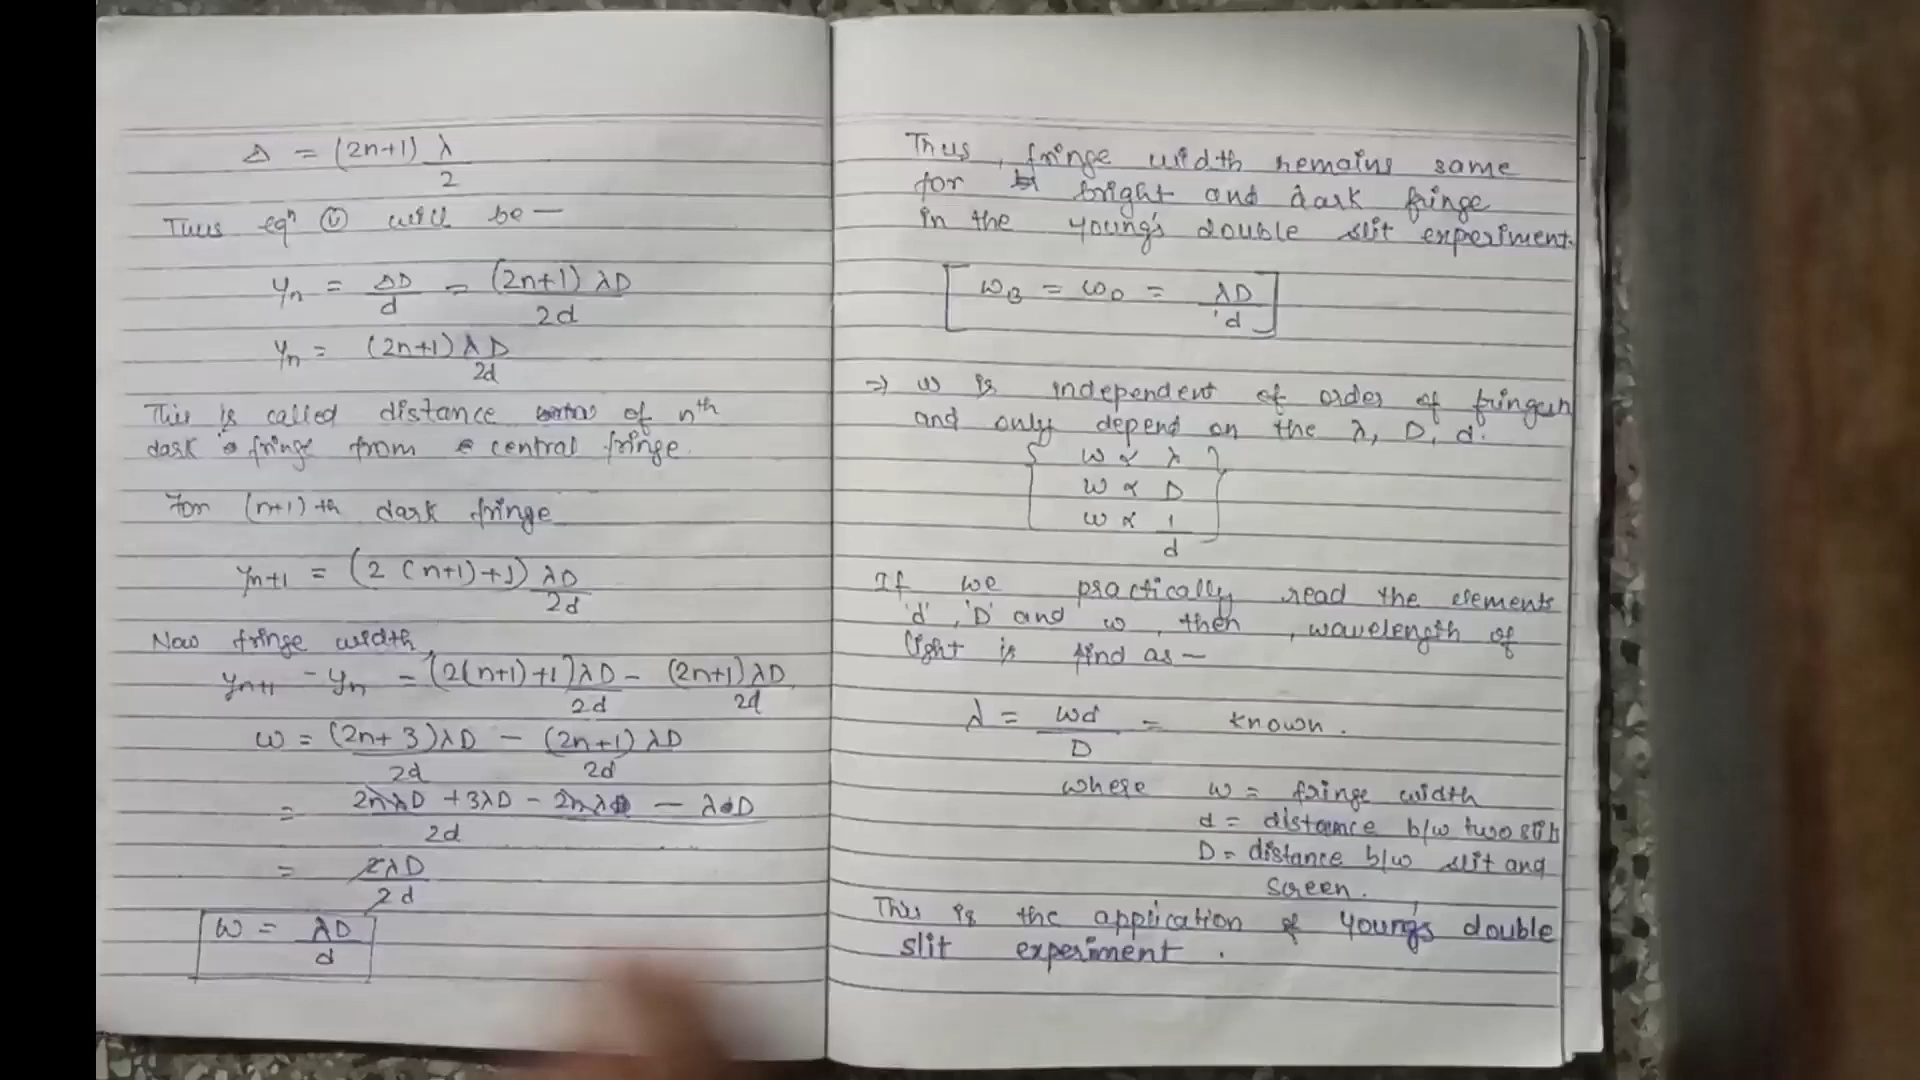 Δ = (2n+1) λ/2
Thus eqⁿ ⓥ will be —
yₙ = ΔD/d = (2n+1) λD/2d
yₙ = (2n+1) λD/2d
This is called distance of nᵗʰ
dark fringe from central fringe.
For (n+1)th dark fringe
yₙ₊₁ = (2(n+1)+1) λD/2d
Now fringe width,
yₙ₊₁ - yₙ = (2(n+1)+1)λD/2d - (2n+1)λD/2d
ω = (2n+3)λD/2d - (2n+1)λD/2d
= 2nλD + 3λD - 2nλD - λD/2d
= 2λD/2d
ω = λD/d
Thus, fringe width remains same
for bright and dark fringe
in the young's double slit experiment.
[ω_B = ω_D = λD/d]
⇒ ω is independent of order of
and only depend on the λ, D, d.
ω ∝ λ
ω ∝ D
ω ∝ 1/d
If we practically read the elements
'd', 'D' and ω, then, wavelength of
light is find as —
λ = ωd/D = known.
where ω = fringe width
d = distance b/w two slit
D = distance b/w slit and
screen.
This is the application of Young's double
slit experiment.